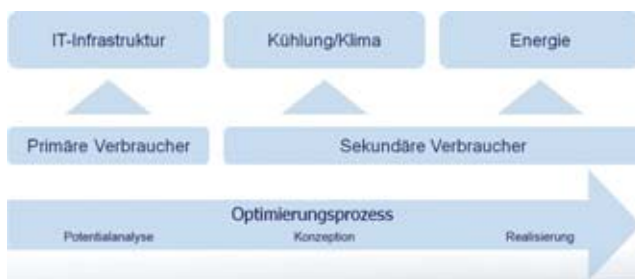 IT-Infrastruktur Kühlung/Klima Energie
Primäre Verbraucher Sekundäre Verbraucher
Optimierungsprozess
Potentialanalyse Konzeption Realisierung